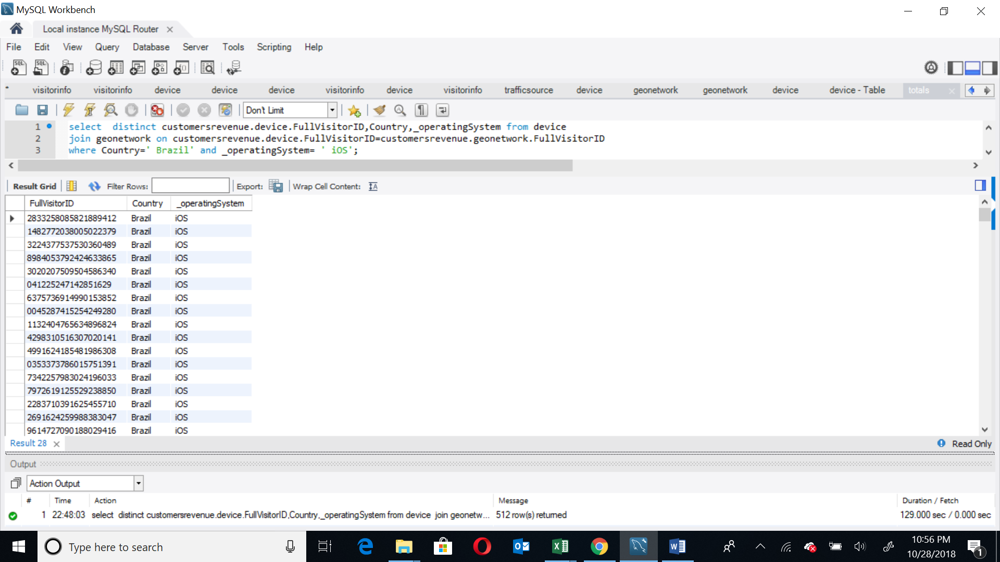 MySQL Workbench
Local instance MySQL Router
File Edit View Query Database Server Tools Scripting Help
SQL SQL
* visitorinfo visitorinfo device device device visitorinfo device visitorinfo trafficsource device geonetwork geonetwork device device - Table totals
Don't Limit
1 select  distinct customersrevenue.device.FullVisitorID,Country,_operatingSystem from device
2 join geonetwork on customersrevenue.device.FullVisitorID=customersrevenue.geonetwork.FullVisitorID
3 where Country=' Brazil' and _operatingSystem= ' iOS';
Result Grid Filter Rows: Export: Wrap Cell Content:
FullVisitorID Country _operatingSystem
2833258085821889412 Brazil iOS
1482772038005022379 Brazil iOS
3224377537530360489 Brazil iOS
8984053792424633865 Brazil iOS
3020207509504586340 Brazil iOS
041225247142851629 Brazil iOS
6375736914990153852 Brazil iOS
0045287415254249280 Brazil iOS
1132404765634896824 Brazil iOS
4298310516307020141 Brazil iOS
4991624185481986308 Brazil iOS
0353373786015751391 Brazil iOS
7342257983024196033 Brazil iOS
7972619125529238850 Brazil iOS
2283710391625455710 Brazil iOS
2691624259988383047 Brazil iOS
9614727090188029416 Brazil iOS
Result 28 Read Only
Output
Action Output
# Time Action Message Duration / Fetch
1 22:48:03 select  distinct customersrevenue.device.FullVisitorID,Country,_operatingSystem from device  join geonetw... 512 row(s) returned 129.000 sec / 0.000 sec
Type here to search
10:56 PM
10/28/2018
1